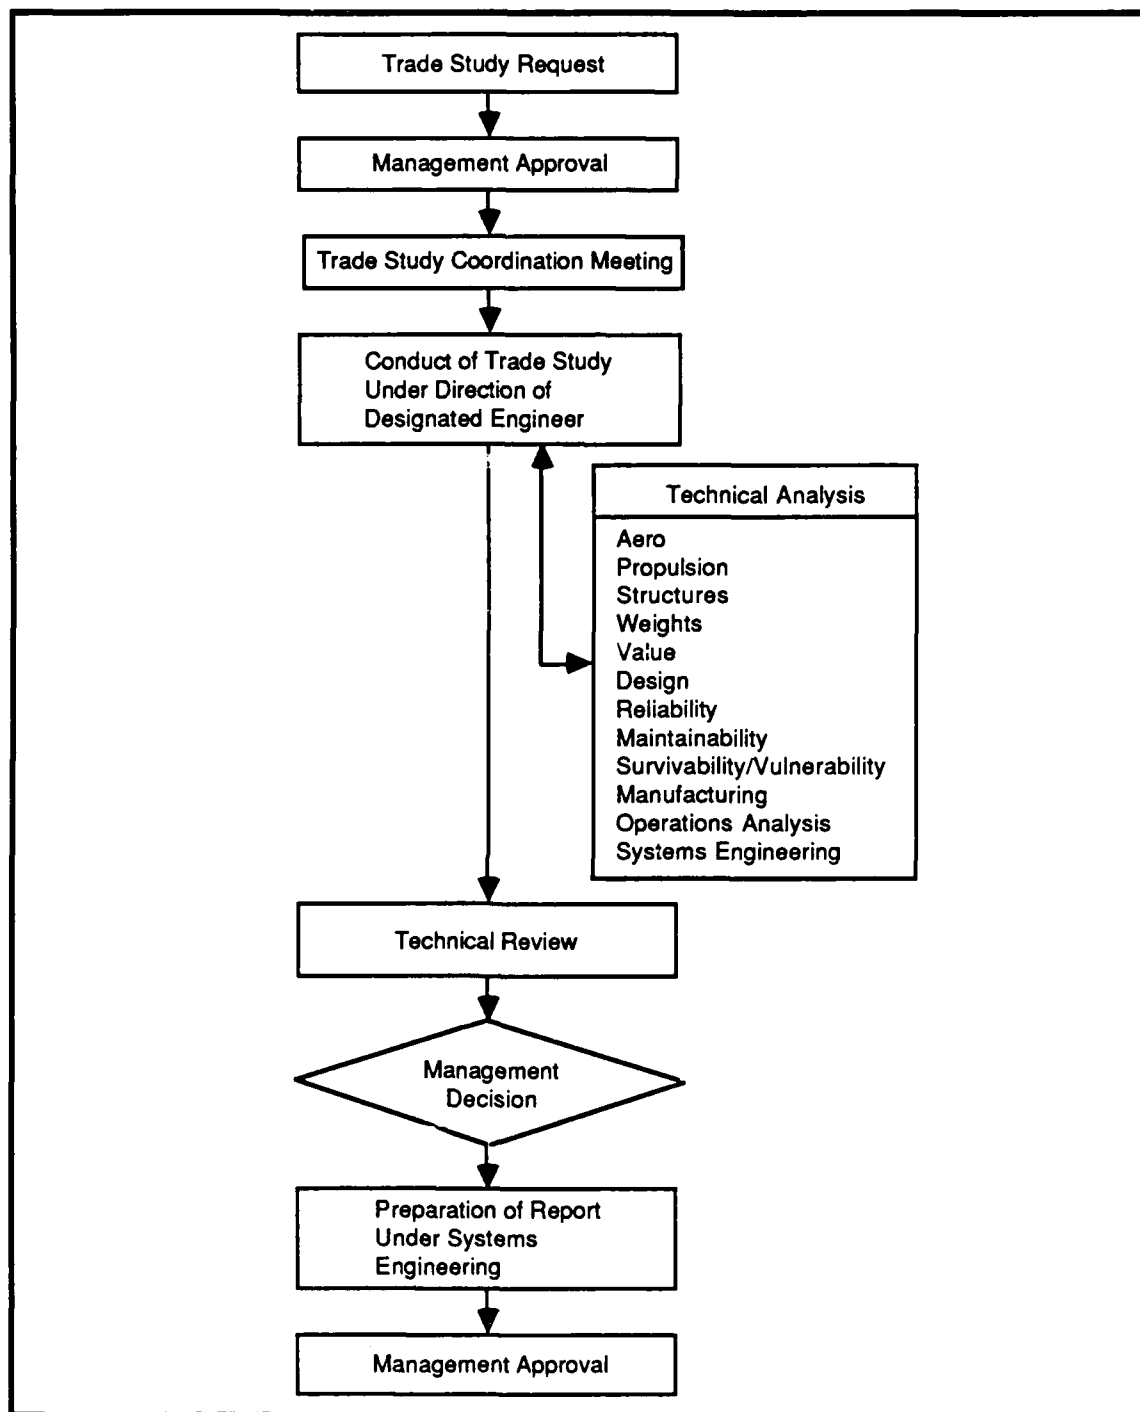 Trade Study Request
Management Approval
Trade Study Coordination Meeting
Conduct of Trade Study
Under Direction of
Designated Engineer
Technical Analysis
Aero
Propulsion
Structures
Weights
Value
Design
Reliability
Maintainability
Survivability/Vulnerability
Manufacturing
Operations Analysis
Systems Engineering
Technical Review
Management
Decision
Preparation of Report
Under Systems
Engineering
Management Approval